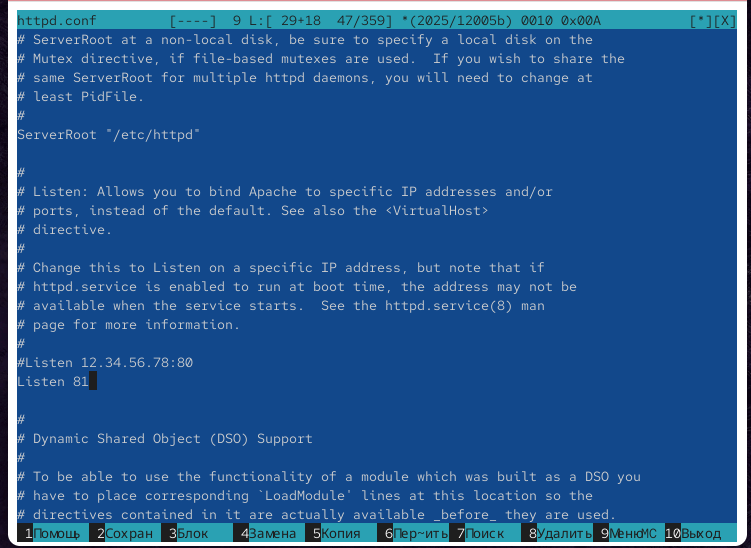 httpd.conf [----] 9 L:[ 29+18 47/359] *(2025/12005b) 0010 0x00A [*][X]
# ServerRoot at a non-local disk, be sure to specify a local disk on the
# Mutex directive, if file-based mutexes are used.  If you wish to share the
# same ServerRoot for multiple httpd daemons, you will need to change at
# least PidFile.
#
ServerRoot "/etc/httpd"
#
# Listen: Allows you to bind Apache to specific IP addresses and/or
# ports, instead of the default. See also the <VirtualHost>
# directive.
#
# Change this to Listen on a specific IP address, but note that if
# httpd.service is enabled to run at boot time, the address may not be
# available when the service starts.  See the httpd.service(8) man
# page for more information.
#
#Listen 12.34.56.78:80
Listen 81
#
# Dynamic Shared Object (DSO) Support
#
# To be able to use the functionality of a module which was built as a DSO you
# have to place corresponding `LoadModule' lines at this location so the
# directives contained in it are actually available _before_ they are used.
1Помощь 2Сохран 3Блок 4Замена 5Копия 6Пер~ить 7Поиск 8Удалить 9МенюMC 10Выход